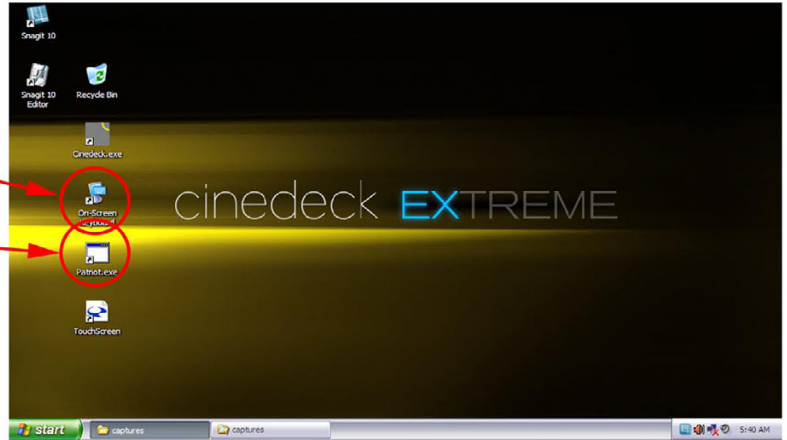 Snagit 10
Snagit 10
Editor
Recycle Bin
Cinedeck.exe
On-Screen
Keyboard
Patriot.exe
TouchScreen
cinedeck EXTREME
start
captures
captures
5:40 AM